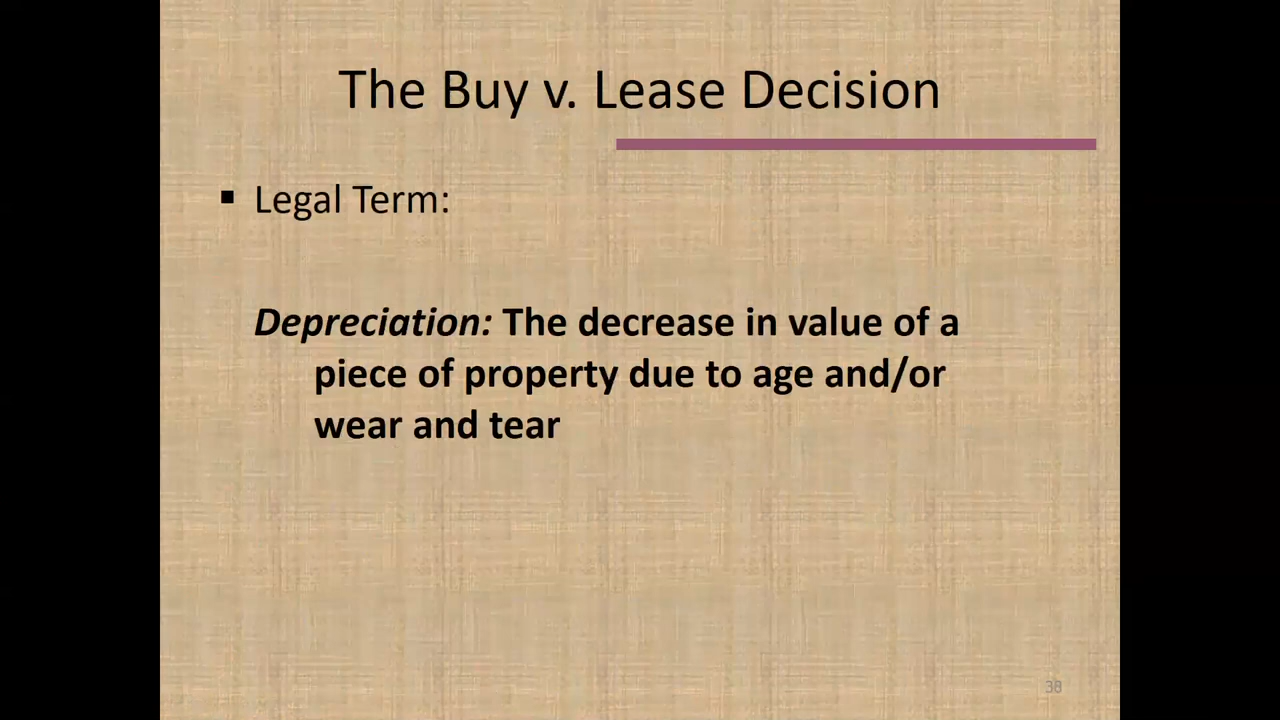 The Buy v. Lease Decision
▪ Legal Term:
Depreciation: The decrease in value of a
piece of property due to age and/or
wear and tear
38